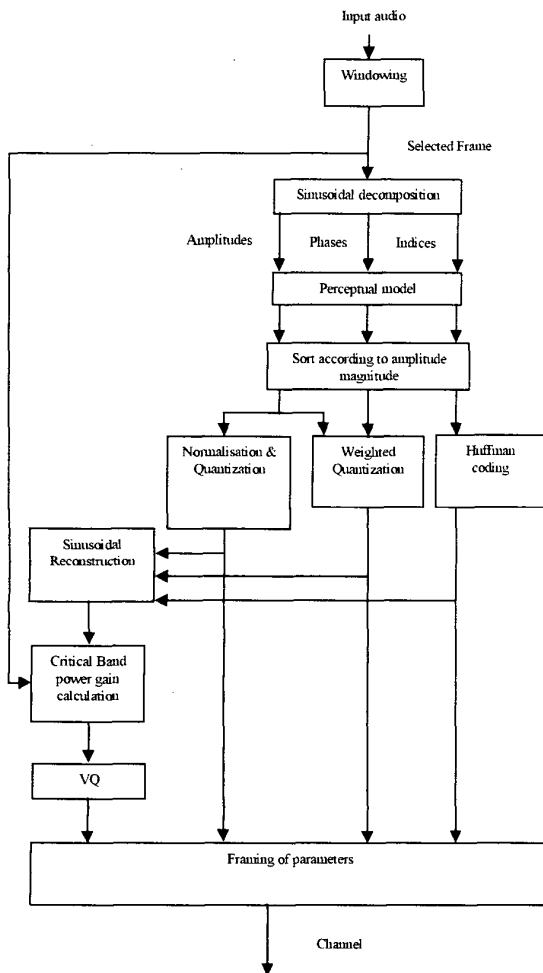 Input audio
Windowing
Selected Frame
Sinusoidal decomposition
Amplitudes
Phases
Indices
Perceptual model
Sort according to amplitude
magnitude
Normalisation &
Quantization
Weighted
Quantization
Huffman
coding
Sinusoidal
Reconstruction
Critical Band
power gain
calculation
VQ
Framing of parameters
Channel